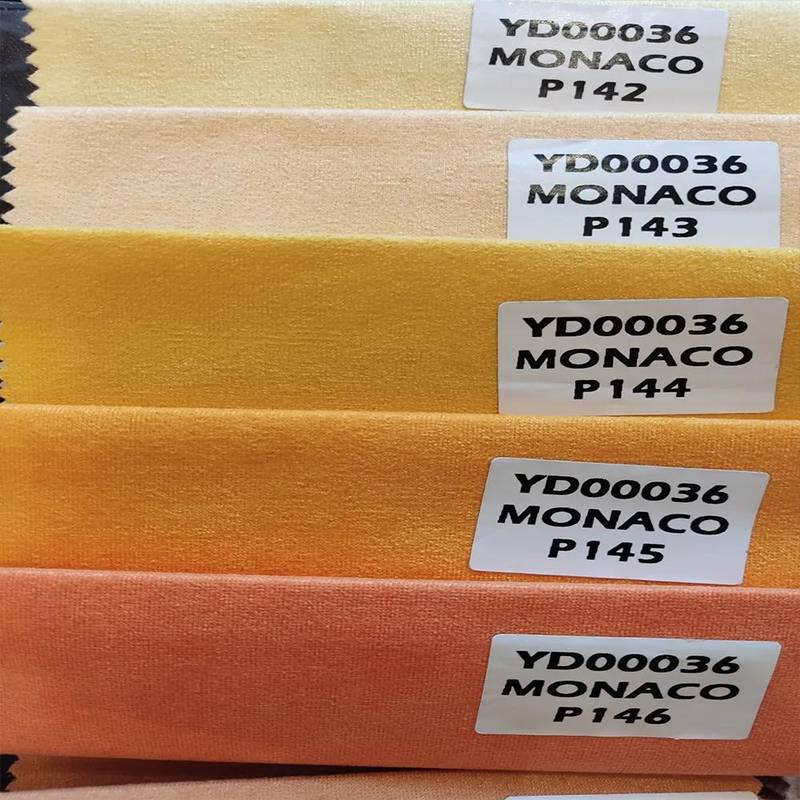 YD00036
MONACO
P142
YD00036
MONACO
P143
YD00036
MONACO
P144
YD00036
MONACO
P145
YD00036
MONACO
P146